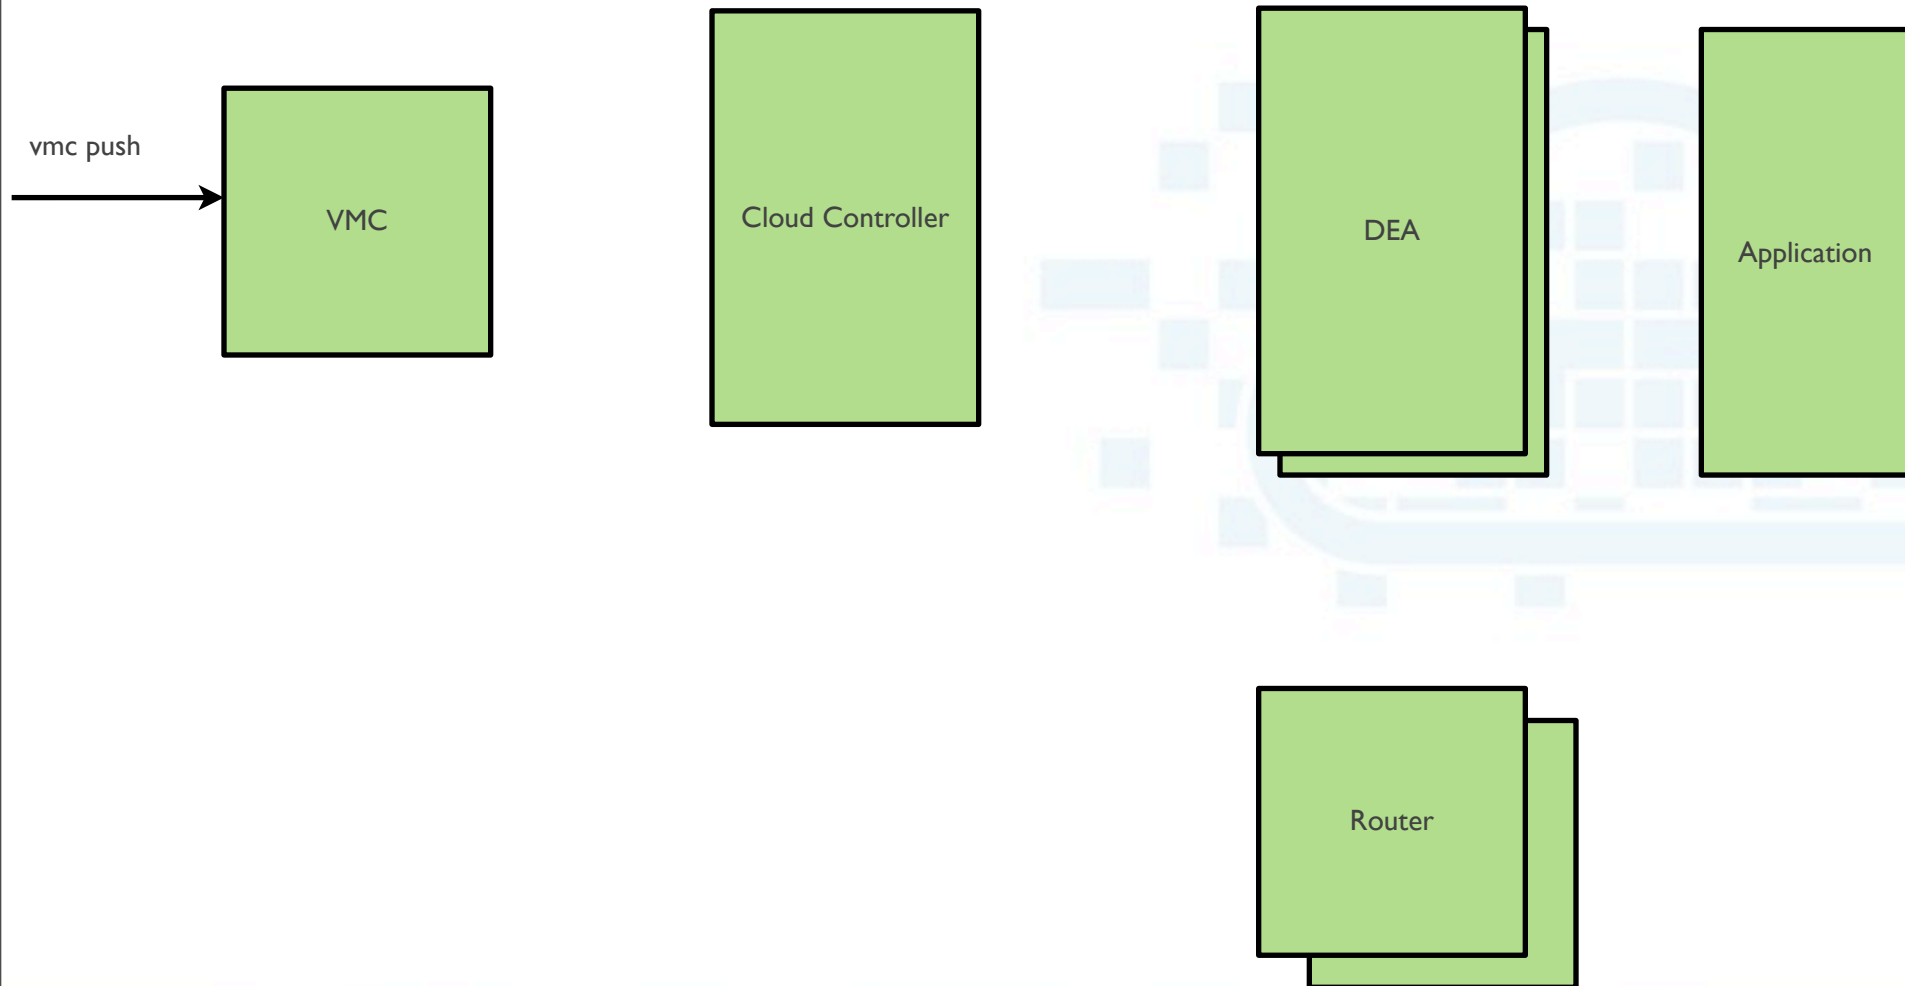 vmc push
VMC
Cloud Controller
DEA
Application
Router